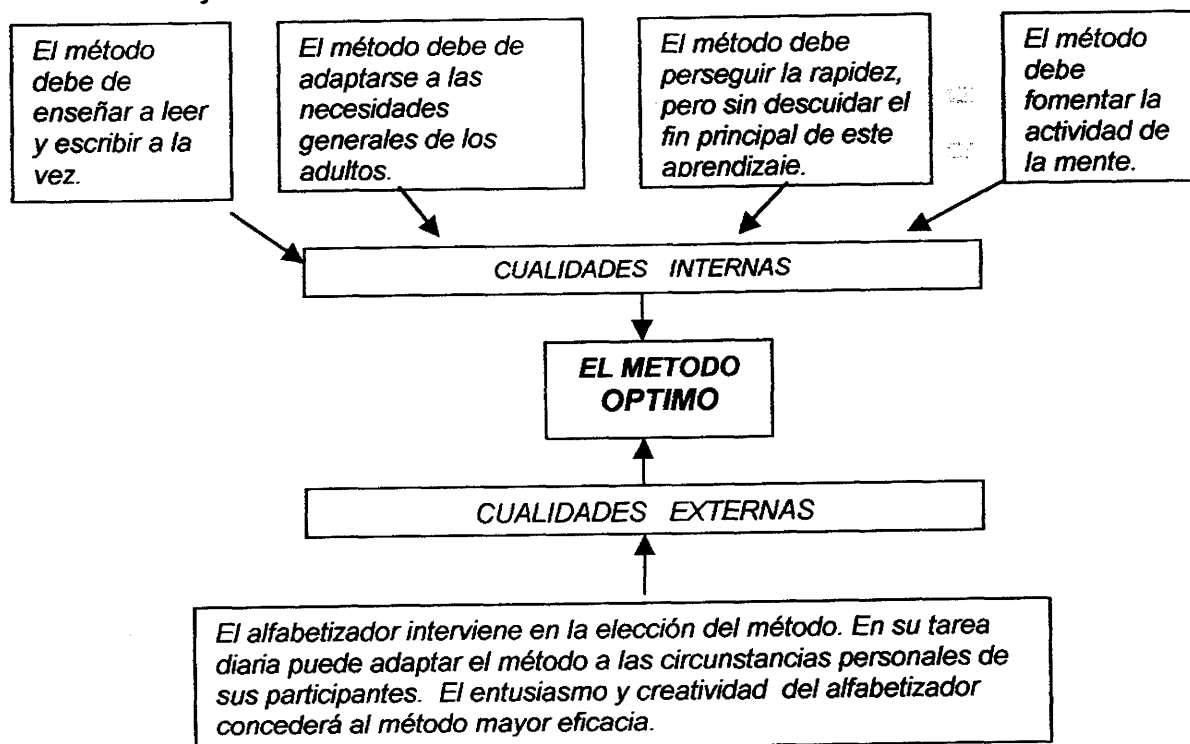 El método
debe de
enseñar a leer
y escribir a la
vez.
El método debe de
adaptarse a las
necesidades
generales de los
adultos.
El método debe
perseguir la rapidez,
pero sin descuidar el
fin principal de este
aprendizaje.
El método
debe
fomentar la
actividad de
la mente.
CUALIDADES INTERNAS
EL METODO
OPTIMO
CUALIDADES EXTERNAS
El alfabetizador interviene en la elección del método. En su tarea
diaria puede adaptar el método a las circunstancias personales de
sus participantes. El entusiasmo y creatividad del alfabetizador
concederá al método mayor eficacia.